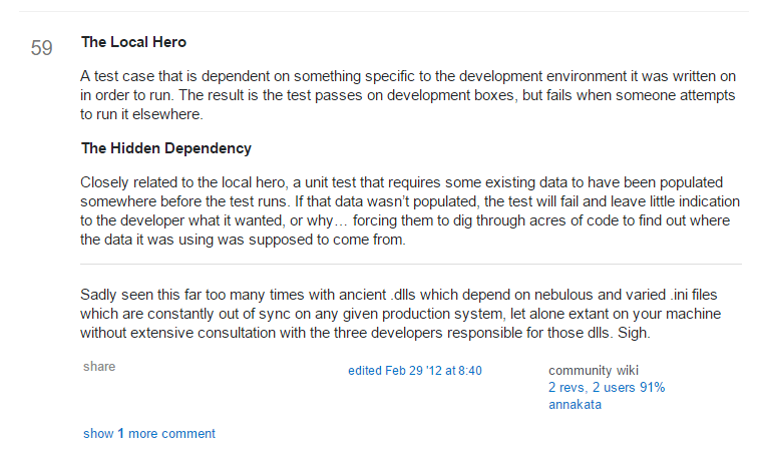 59
The Local Hero
A test case that is dependent on something specific to the development environment it was written on
in order to run. The result is the test passes on development boxes, but fails when someone attempts
to run it elsewhere.
The Hidden Dependency
Closely related to the local hero, a unit test that requires some existing data to have been populated
somewhere before the test runs. If that data wasn't populated, the test will fail and leave little indication
to the developer what it wanted, or why… forcing them to dig through acres of code to find out where
the data it was using was supposed to come from.
Sadly seen this far too many times with ancient .dlls which depend on nebulous and varied .ini files
which are constantly out of sync on any given production system, let alone extant on your machine
without extensive consultation with the three developers responsible for those dlls. Sigh.
share
edited Feb 29 '12 at 8:40
community wiki
2 revs, 2 users 91%
annakata
show 1 more comment